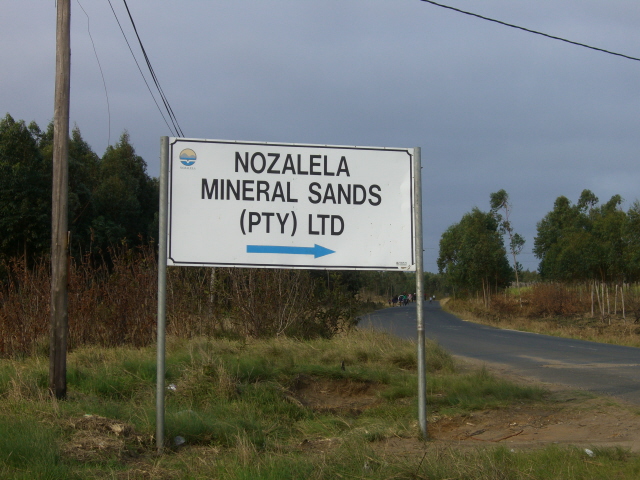 NOZALELA
MINERAL SANDS
(PTY) LTD